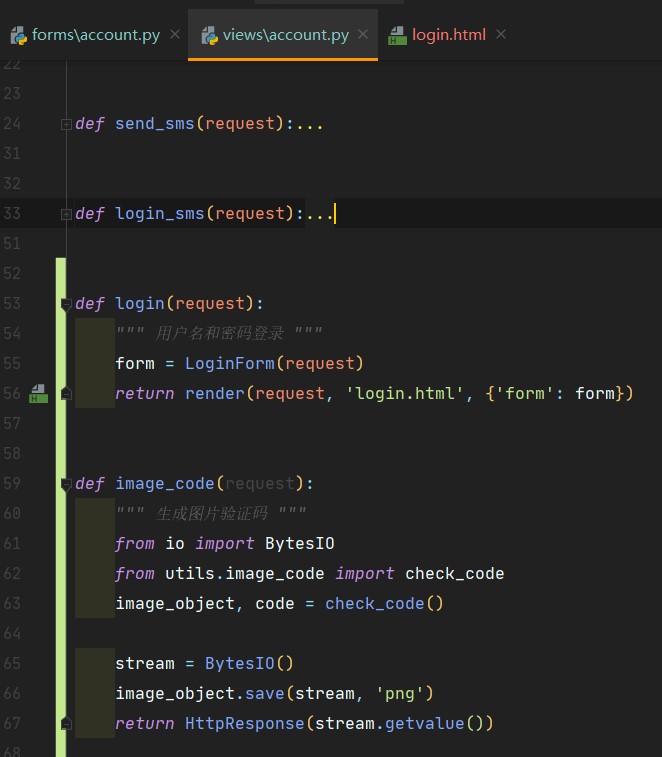 forms\account.py × views\account.py × login.html ×
22
23
24 def send_sms(request):...
31
32
33 def login_sms(request):...
51
52
53 def login(request):
54 """ 用户名和密码登录 """
55 form = LoginForm(request)
56 return render(request, 'login.html', {'form': form})
57
58
59 def image_code(request):
60 """ 生成图片验证码 """
61 from io import BytesIO
62 from utils.image_code import check_code
63 image_object, code = check_code()
64
65 stream = BytesIO()
66 image_object.save(stream, 'png')
67 return HttpResponse(stream.getvalue())
68